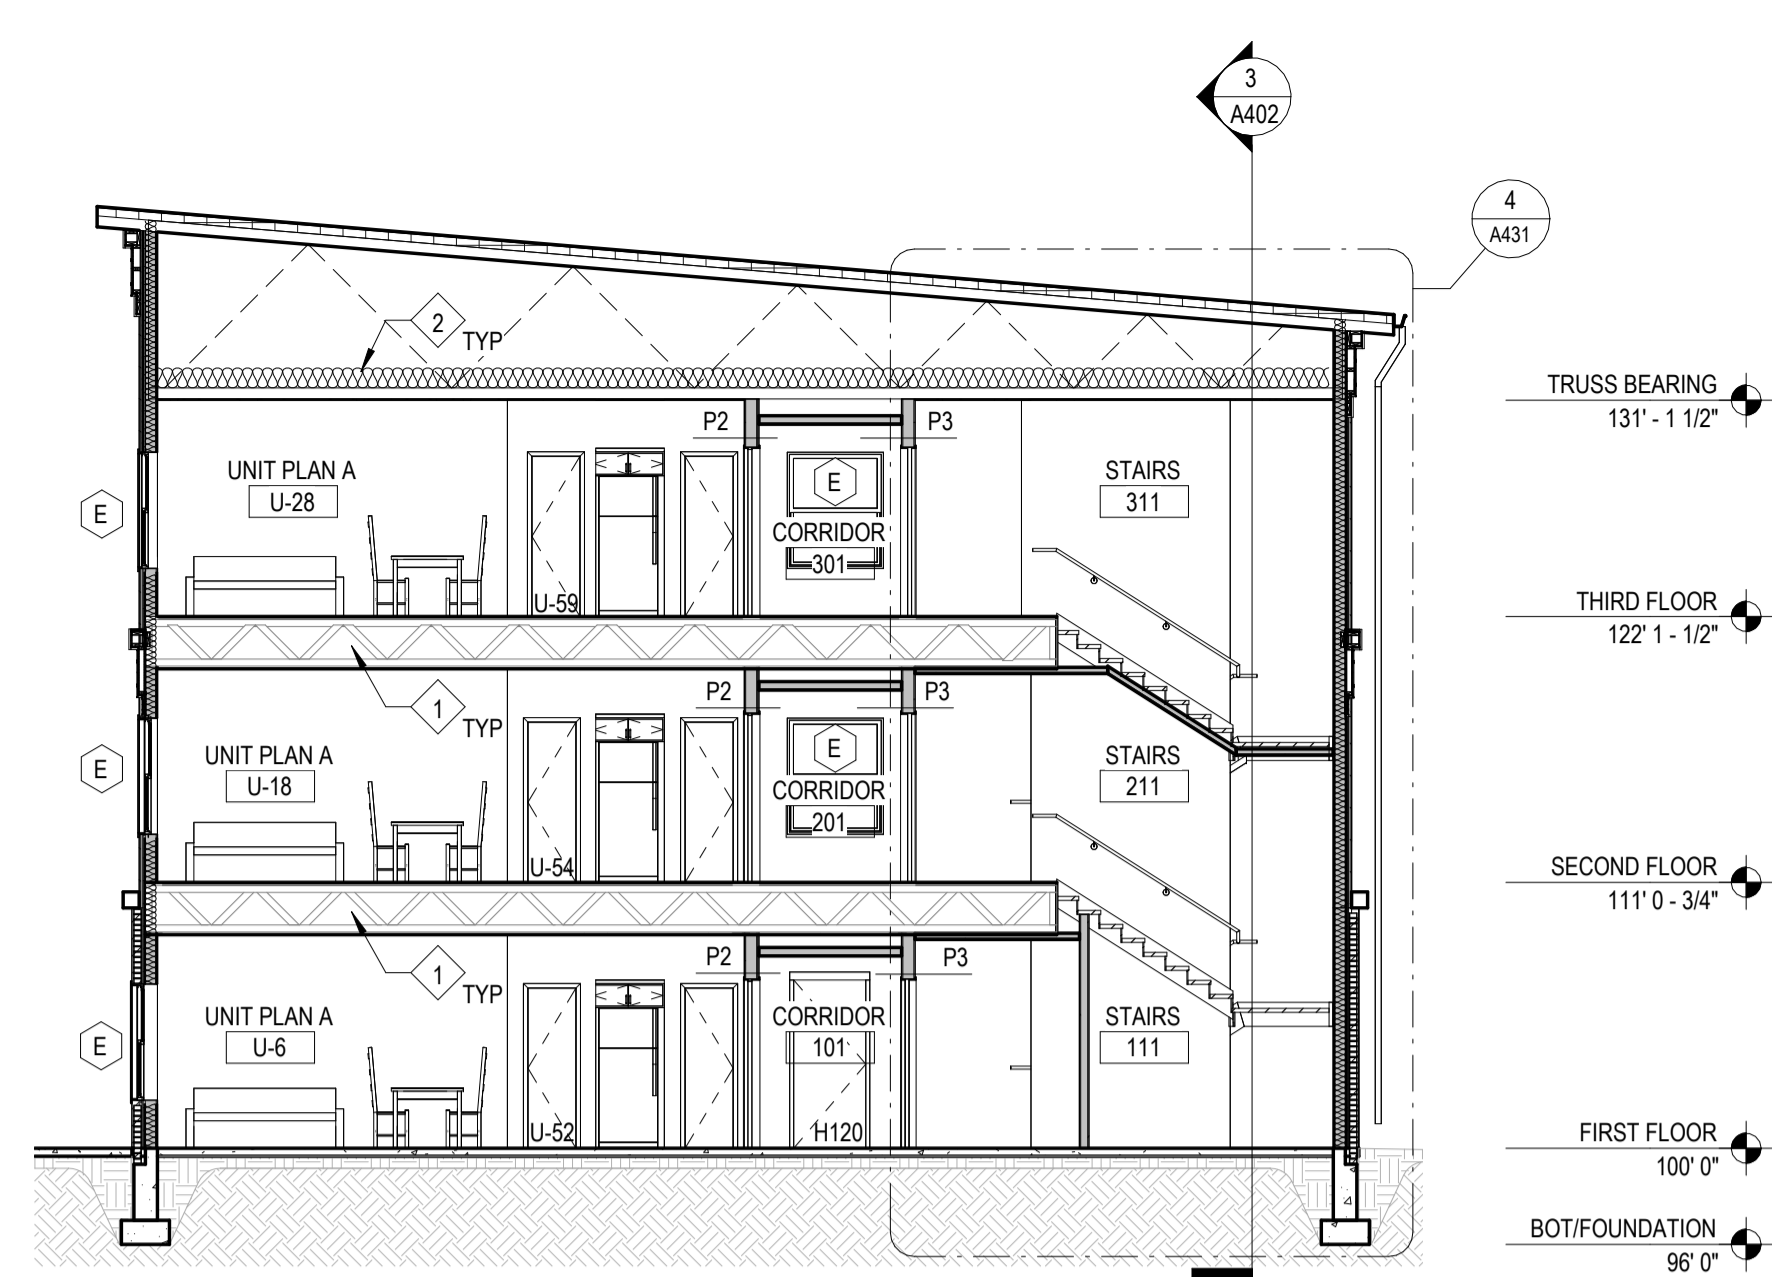 3
A402
4
A431
2
TYP
TRUSS BEARING
131' - 1 1/2"
P2
P3
UNIT PLAN A
U-28
E
E
STAIRS
311
CORRIDOR
301
U-59
THIRD FLOOR
122' 1 - 1/2"
1
TYP
P2
P3
UNIT PLAN A
U-18
E
E
STAIRS
211
CORRIDOR
201
U-54
SECOND FLOOR
111' 0 - 3/4"
1
TYP
P2
P3
UNIT PLAN A
U-6
E
CORRIDOR
101
STAIRS
111
U-52
H120
FIRST FLOOR
100' 0"
BOT/FOUNDATION
96' 0"